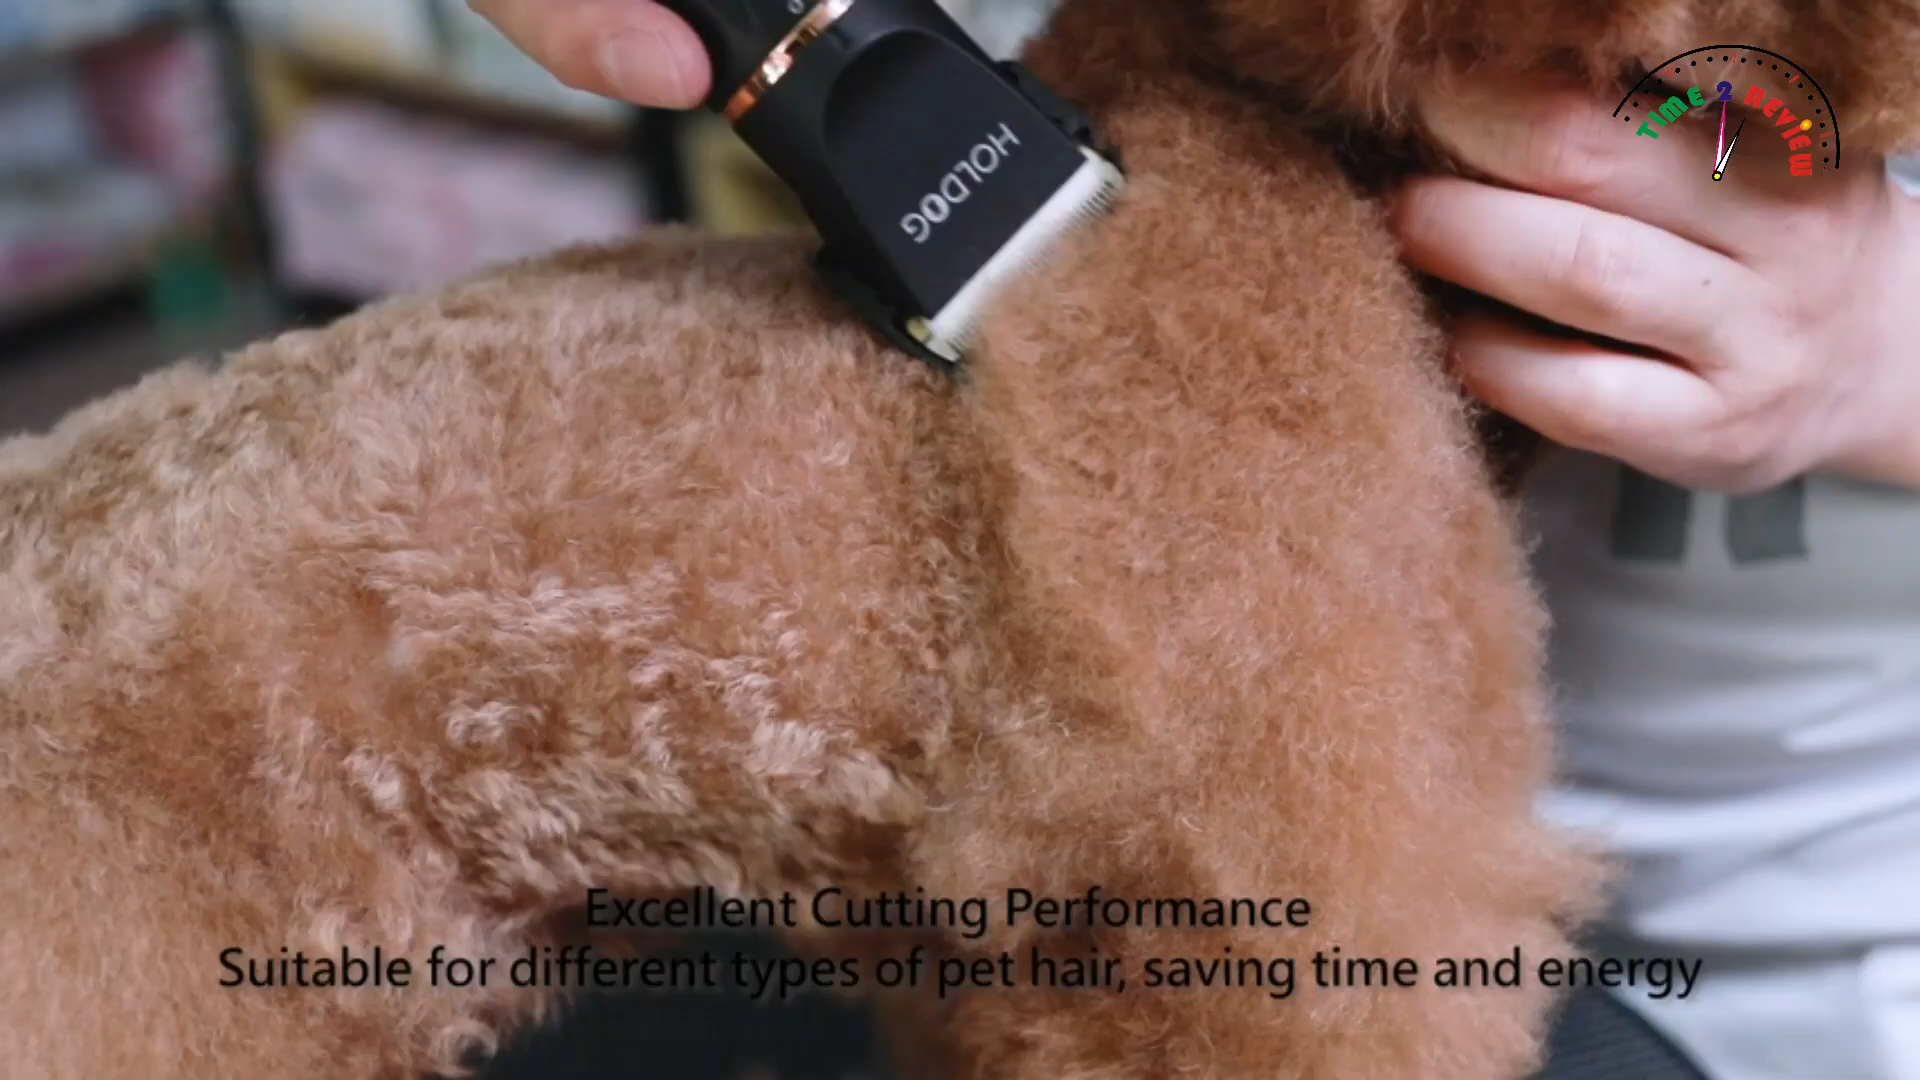 TIME 2 REVIEW
HOLDOG
Excellent Cutting Performance
Suitable for different types of pet hair, saving time and energy